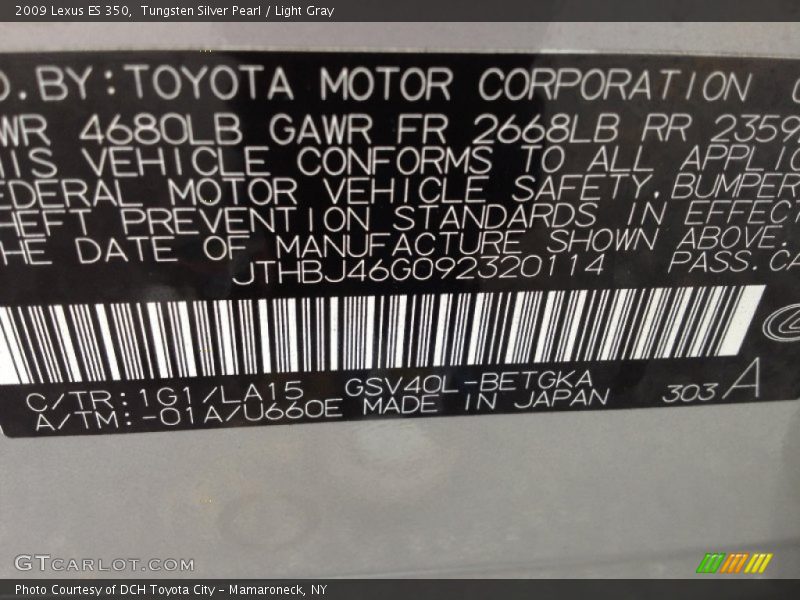 2009 Lexus ES 350,  Tungsten Silver Pearl / Light Gray
D.BY:TOYOTA MOTOR CORPORATION
WR 4680LB GAWR FR 2668LB RR 2359
HIS VEHICLE CONFORMS TO ALL APPLIC
EDERAL MOTOR VEHICLE SAFETY,BUMPER
HEFT PREVENTION STANDARDS IN EFFECT
HE DATE OF MANUFACTURE SHOWN ABOVE.
JTHBJ46G092320114 PASS.CA
C/TR:1G1/LA15 GSV40L-BETGKA
A/TM:-01A/U660E MADE IN JAPAN 303 A
GTCARLOT.COM
Photo Courtesy of DCH Toyota City - Mamaroneck, NY